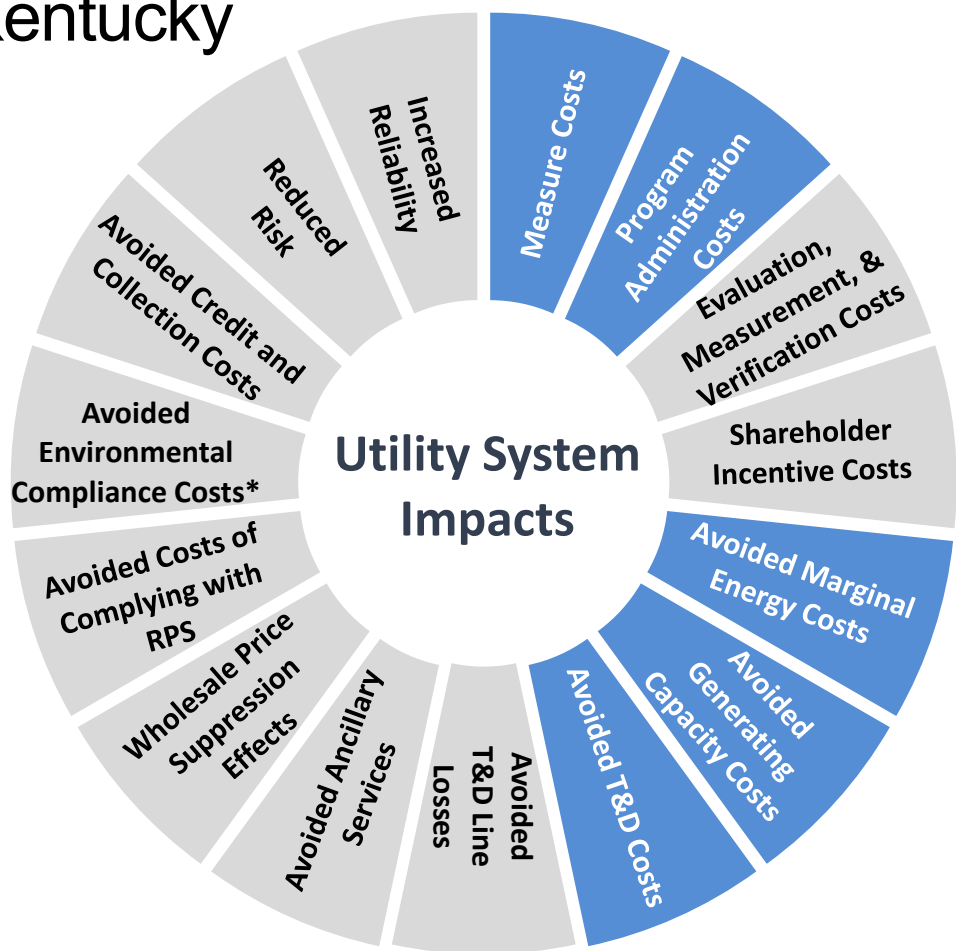 entucky
Utility System
Impacts
Measure Costs
Program
Administration
Costs
Evaluation,
Measurement, &
Verification Costs
Shareholder
Incentive Costs
Avoided Marginal
Energy Costs
Avoided
Generating
Capacity Costs
Avoided T&D Costs
Avoided
T&D Line
Losses
Avoided Ancillary
Services
Wholesale Price
Suppression
Effects
Avoided Costs of
Complying with
RPS
Avoided
Environmental
Compliance Costs*
Avoided Credit and
Collection Costs
Reduced
Risk
Increased
Reliability